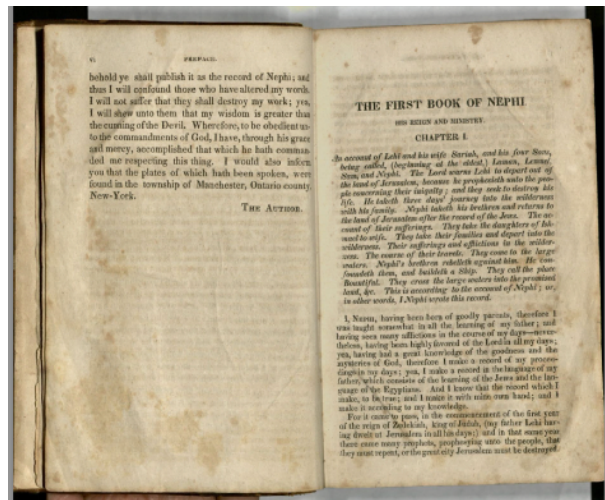 vi. PREFACE.
behold ye shall publish it as the record of Nephi; and
thus I will confound those who have altered my words.
I will not suffer that they shall destroy my work; yea,
I will shew unto them that my wisdom is greater than
the cunning of the Devil. Wherefore, to be obedient un-
to the commandments of God, I have, through his grace
and mercy, accomplished that which he hath comman-
ded me respecting this thing. I would also inform
you that the plates of which hath been spoken, were
found in the township of Manchester, Ontario county,
New-York.
THE AUTHOR.
THE FIRST BOOK OF NEPHI
HIS REIGN AND MINISTRY.
CHAPTER I.
An account of Lehi and his wife Sariah, and his four Sons,
being called, (beginning at the eldest,) Laman, Lemuel,
Sam, and Nephi. The Lord warns Lehi to depart out of
the land of Jerusalem, because he prophesieth unto the peo-
ple concerning their iniquity; and they seek to destroy his
life. He taketh three days' journey into the wilderness
with his family. Nephi taketh his brethren and returns to
the land of Jerusalem after the record of the Jews. The ac-
count of their sufferings. They take the daughters of Ish-
mael to wife. They take their families and depart into the
wilderness. Their sufferings and afflictions in the wilder-
ness. The course of their travels. They come to the large
waters. Nephi's brethren rebelleth against him. He con-
foundeth them, and buildeth a Ship. They call the place
Bountiful. They cross the large waters into the promised
land, &c. This is according to the account of Nephi; or,
in other words, I Nephi wrote this record.
I, NEPHI, having been born of goodly parents, therefore I
was taught somewhat in all the learning of my father; and
having seen many afflictions in the course of my days—never-
theless, having been highly favored of the Lord in all my days;
yea, having had a great knowledge of the goodness and the
mysteries of God, therefore I make a record of my procee-
dings in my days; yea, I make a record in the language of my
father, which consists of the learning of the Jews and the lan-
guage of the Egyptians. And I know that the record which I
make, to be true; and I make it with mine own hand; and I
make it according to my knowledge.
For it came to pass, in the commencement of the first year
of the reign of Zedekiah, king of Judah, (my father Lehi hav-
ing dwelt at Jerusalem in all his days;) and in that same year
there came many prophets, prophesying unto the people, that
they must repent, or the great city Jerusalem must be destroyed.